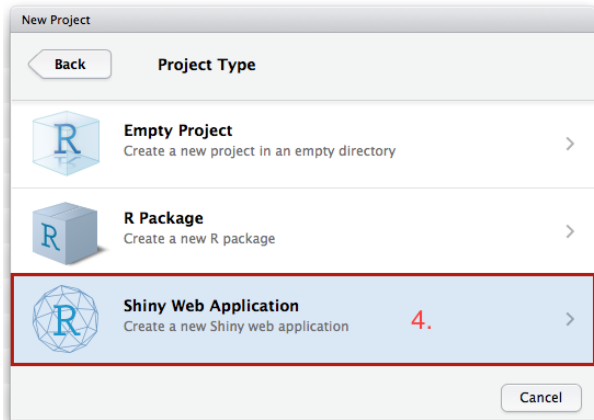 New Project
Back
Project Type
R
Empty Project
Create a new project in an empty directory
R
R Package
Create a new R package
R
Shiny Web Application
Create a new Shiny web application
4.
Cancel